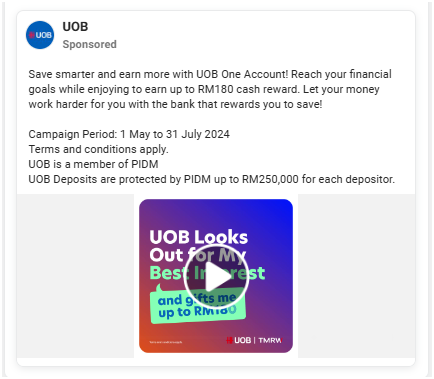 UOB
UOB
Sponsored
Save smarter and earn more with UOB One Account! Reach your financial
goals while enjoying to earn up to RM180 cash reward. Let your money
work harder for you with the bank that rewards you to save!
Campaign Period: 1 May to 31 July 2024
Terms and conditions apply.
UOB is a member of PIDM
UOB Deposits are protected by PIDM up to RM250,000 for each depositor.
UOB Looks
Out for My
Best Interest
and gifts me
up to RM180
UOB | TMRW